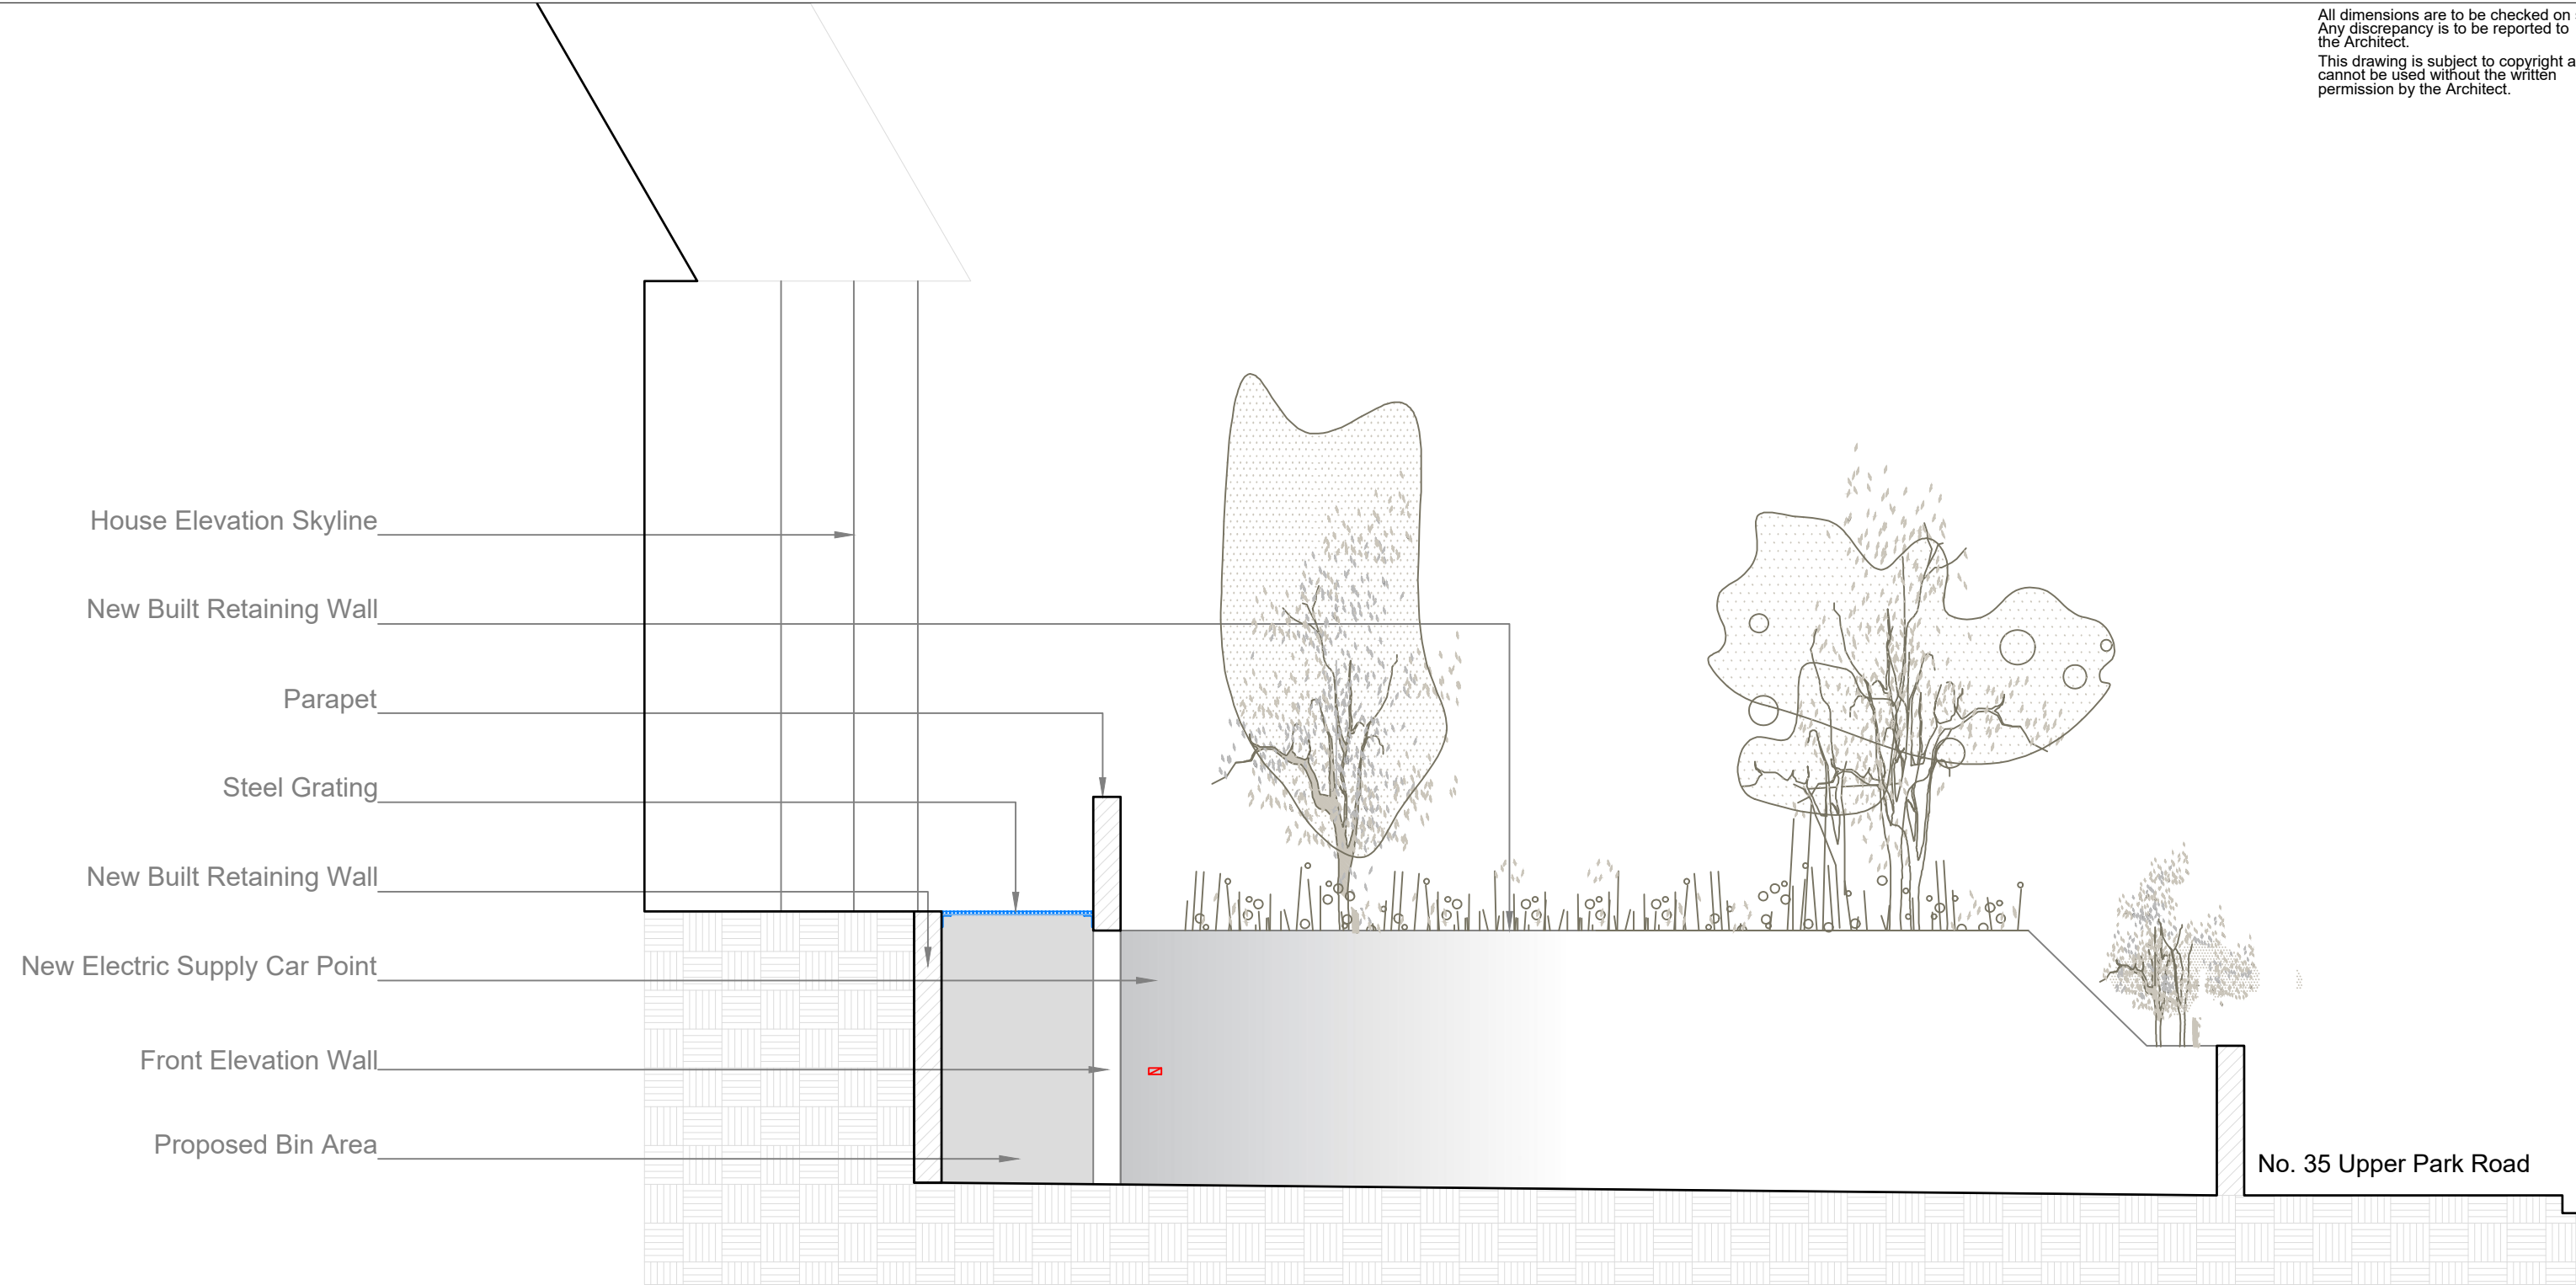 All dimensions are to be checked on
Any discrepancy is to be reported to
the Architect.
This drawing is subject to copyright a
cannot be used without the written
permission by the Architect.
House Elevation Skyline
New Built Retaining Wall
Parapet
Steel Grating
New Built Retaining Wall
New Electric Supply Car Point
Front Elevation Wall
Proposed Bin Area
No. 35 Upper Park Road